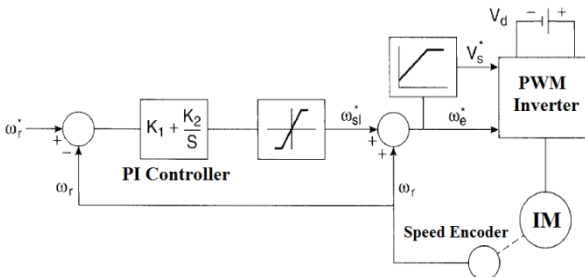 V_d - +
V_s^*
PWM
Inverter
ω_r^* + -
K_1 + K_2/S
ω_sl^*
+ +
ω_e^*
PI Controller
ω_r
ω_r
Speed Encoder
IM